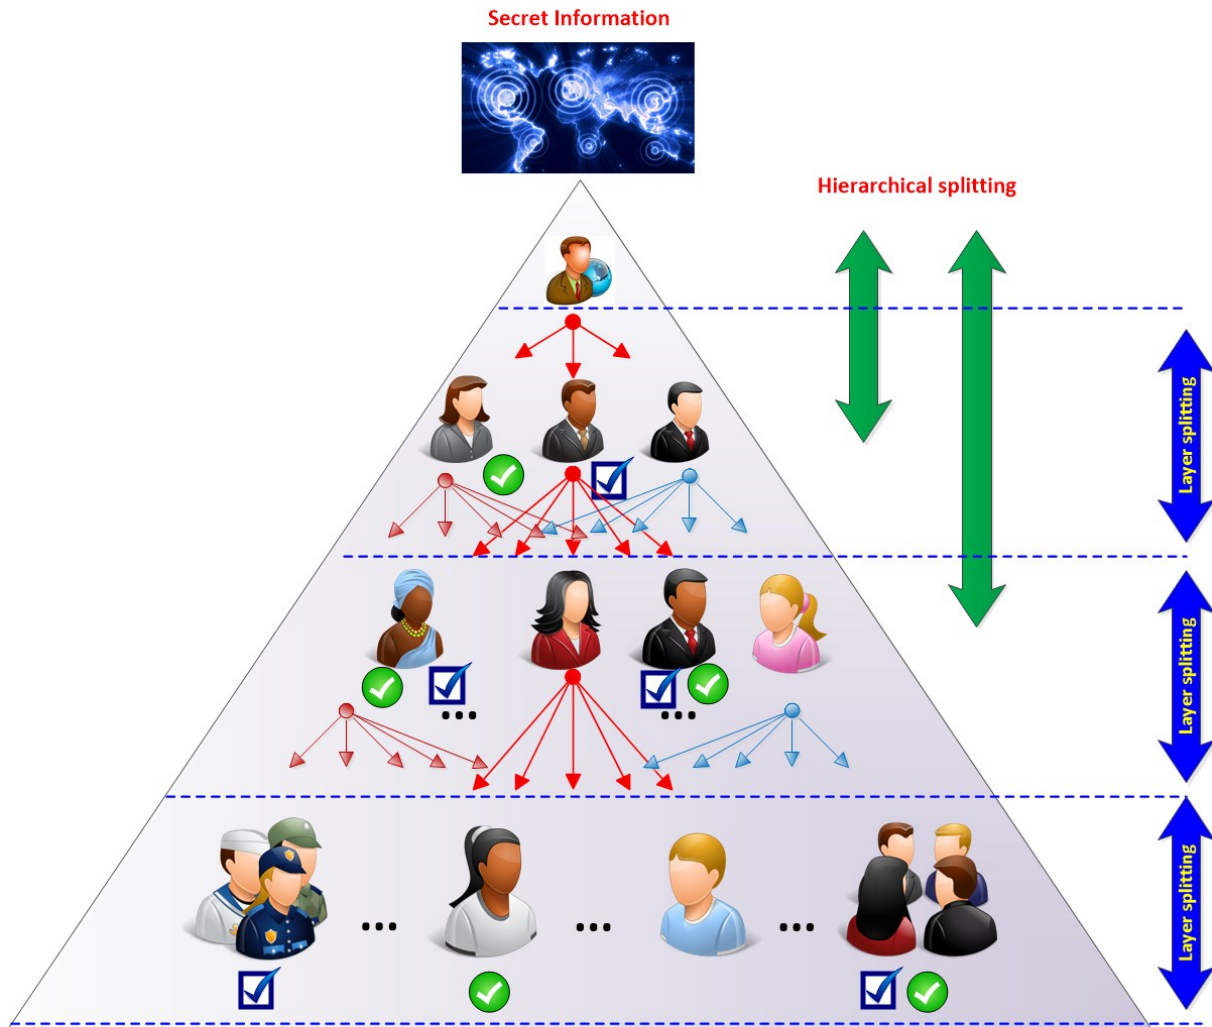 Secret Information
Hierarchical splitting
Layer splitting
...
...
Layer splitting
...
...
...
Layer splitting